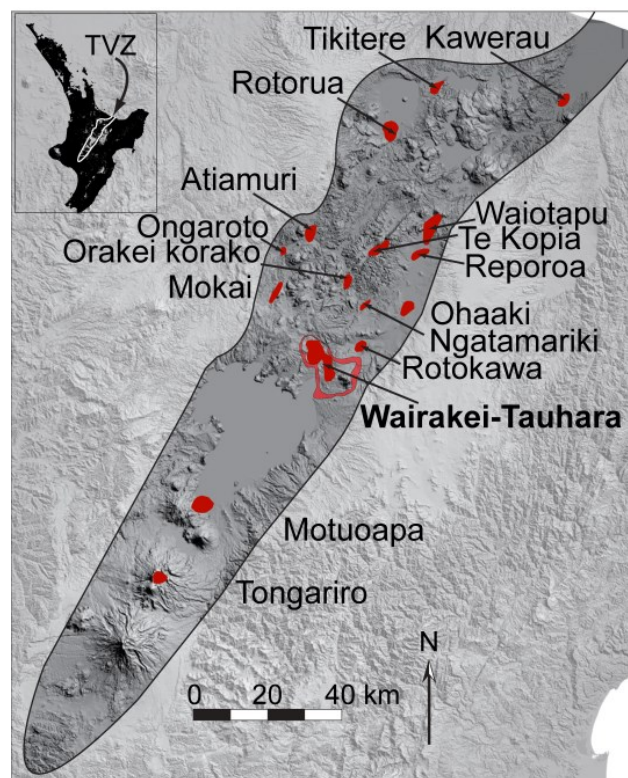 TVZ
Tikitere
Kawerau
Rotorua
Atiamuri
Ongaroto
Orakei korako
Mokai
Waiotapu
Te Kopia
Reporoa
Ohaaki
Ngatamariki
Rotokawa
Wairakei-Tauhara
Motuoapa
Tongariro
N
0 20 40 km